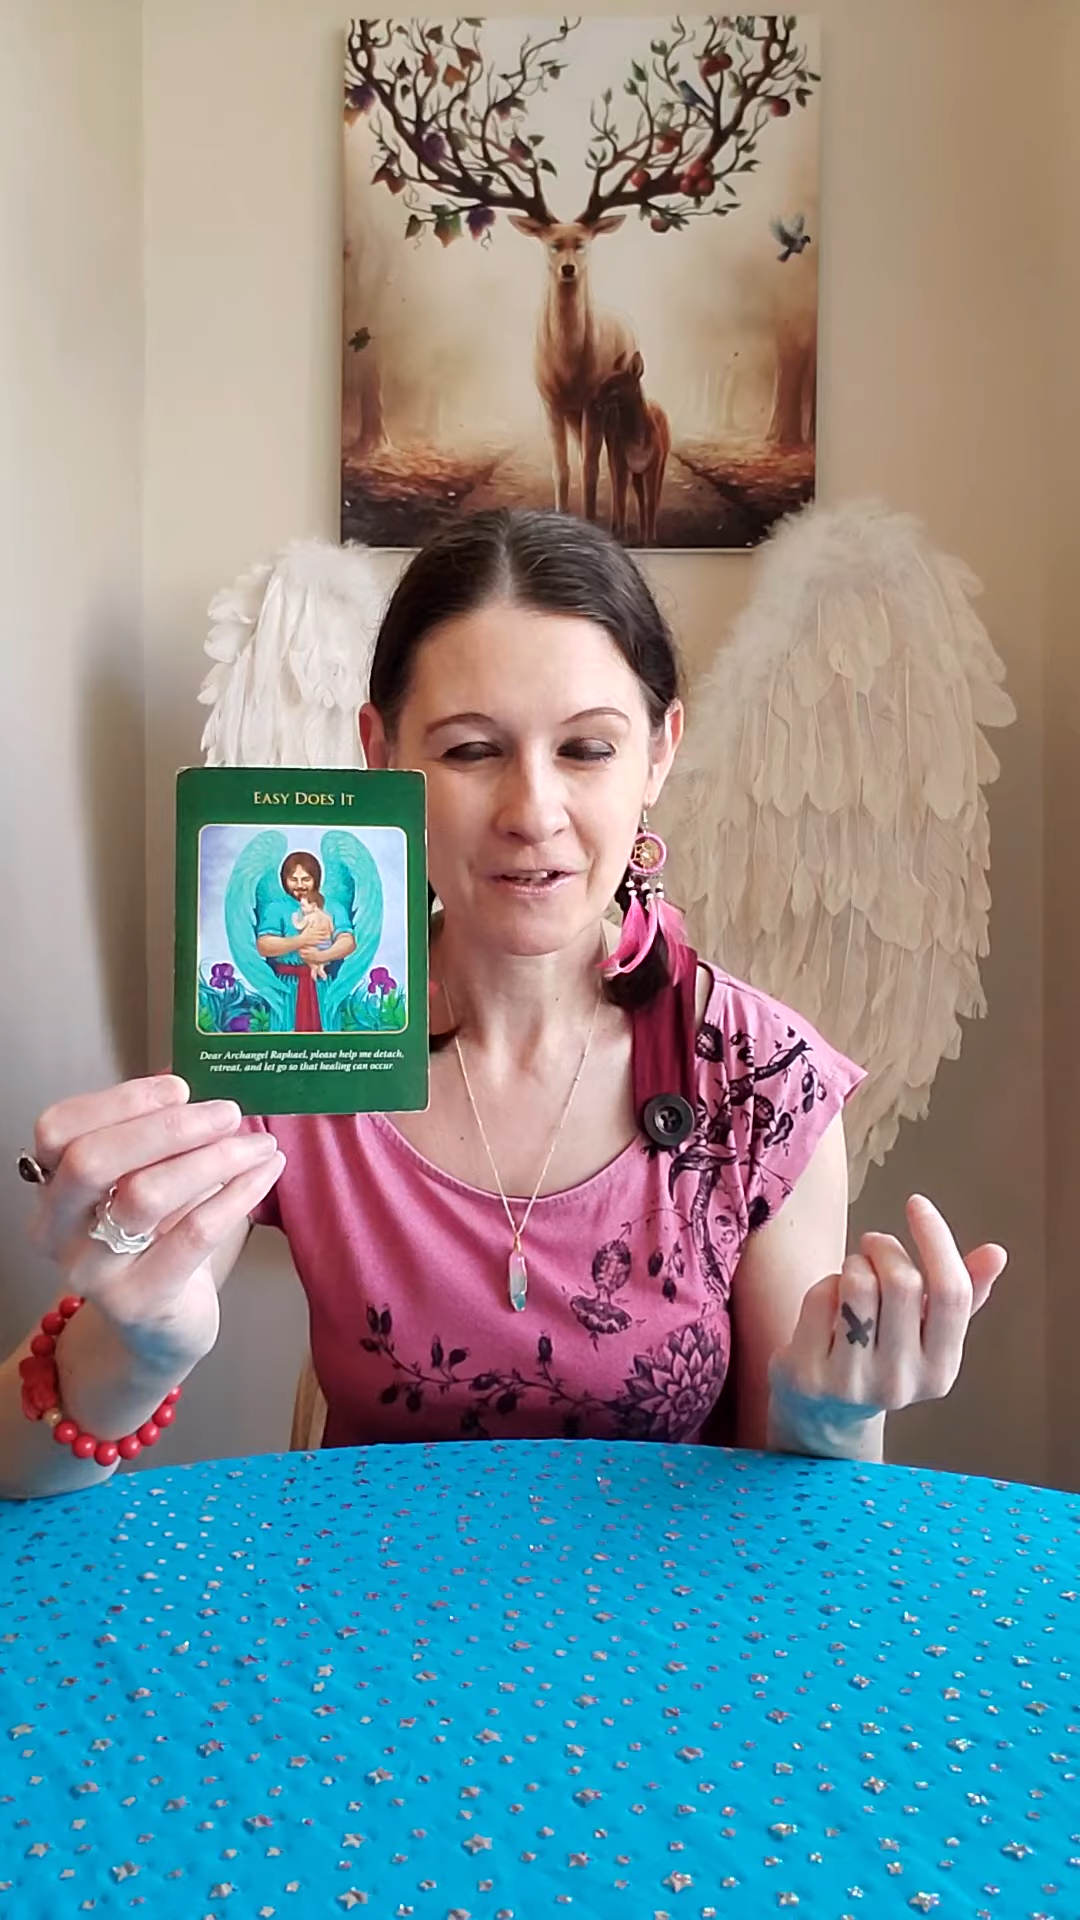 EASY DOES IT
Dear Archangel Raphael, please help me detach,
retreat, and let go so that healing can occur.